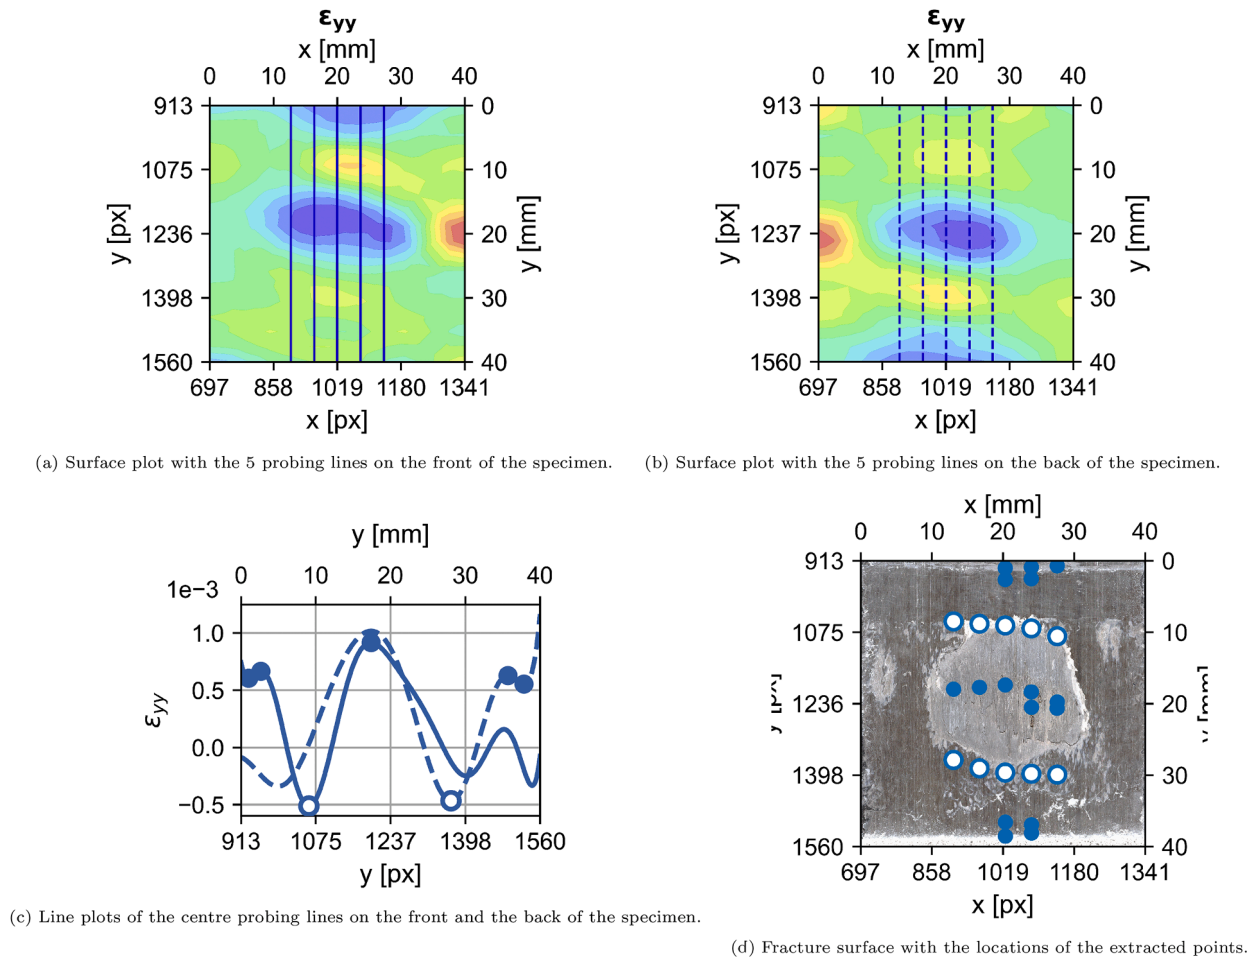 εyy
x [mm]
0 10 20 30 40
913 0
1075 10
1236 20
1398 30
1560 40
y [px]
y [mm]
697 858 1019 1180 1341
x [px]
(a) Surface plot with the 5 probing lines on the front of the specimen.
εyy
x [mm]
0 10 20 30 40
913 0
1075 10
1237 20
1398 30
1560 40
y [px]
y [mm]
697 858 1019 1180 1341
x [px]
(b) Surface plot with the 5 probing lines on the back of the specimen.
y [mm]
0 10 20 30 40
1e−3
1.0
0.5
0.0
−0.5
εyy
913 1075 1237 1398 1560
y [px]
(c) Line plots of the centre probing lines on the front and the back of the specimen.
x [mm]
0 10 20 30 40
913 0
1075 10
1236 20
1398 30
1560 40
697 858 1019 1180 1341
x [px]
(d) Fracture surface with the locations of the extracted points.